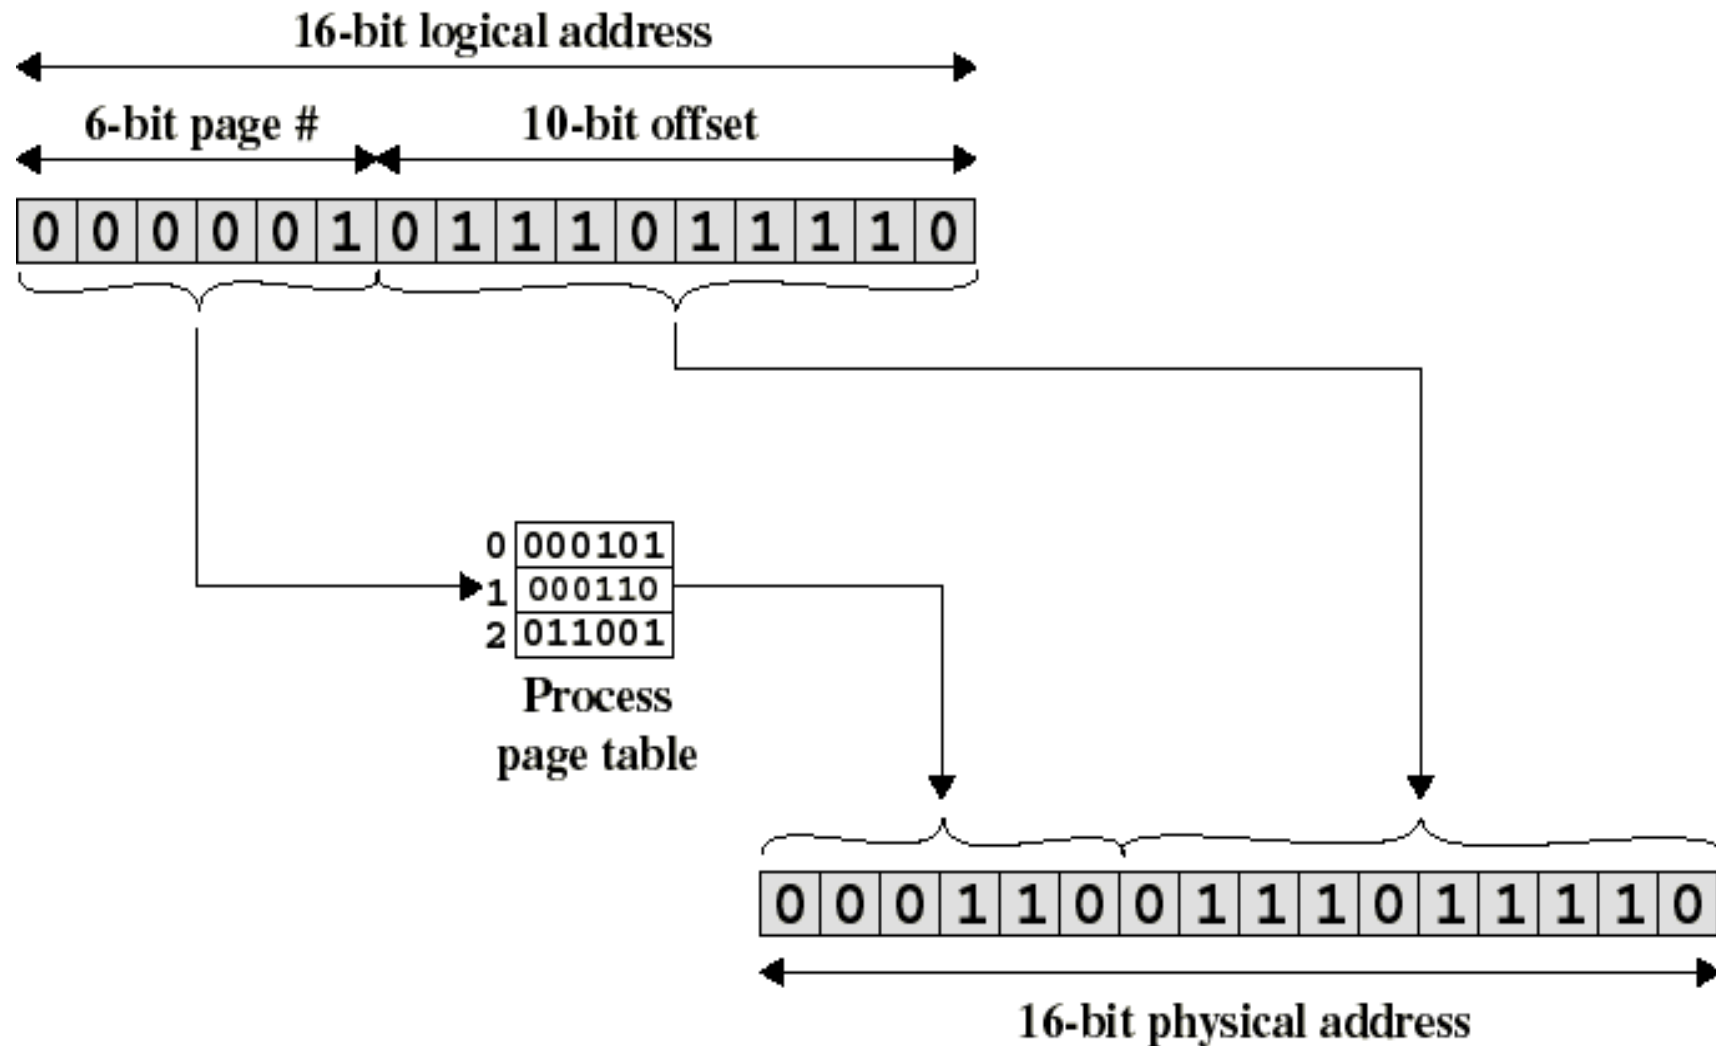 16-bit logical address
6-bit page # 10-bit offset
0 0 0 0 0 1 0 1 1 1 0 1 1 1 1 0
0 000101
1 000110
2 011001
Process
page table
0 0 0 1 1 0 0 1 1 1 0 1 1 1 1 0
16-bit physical address